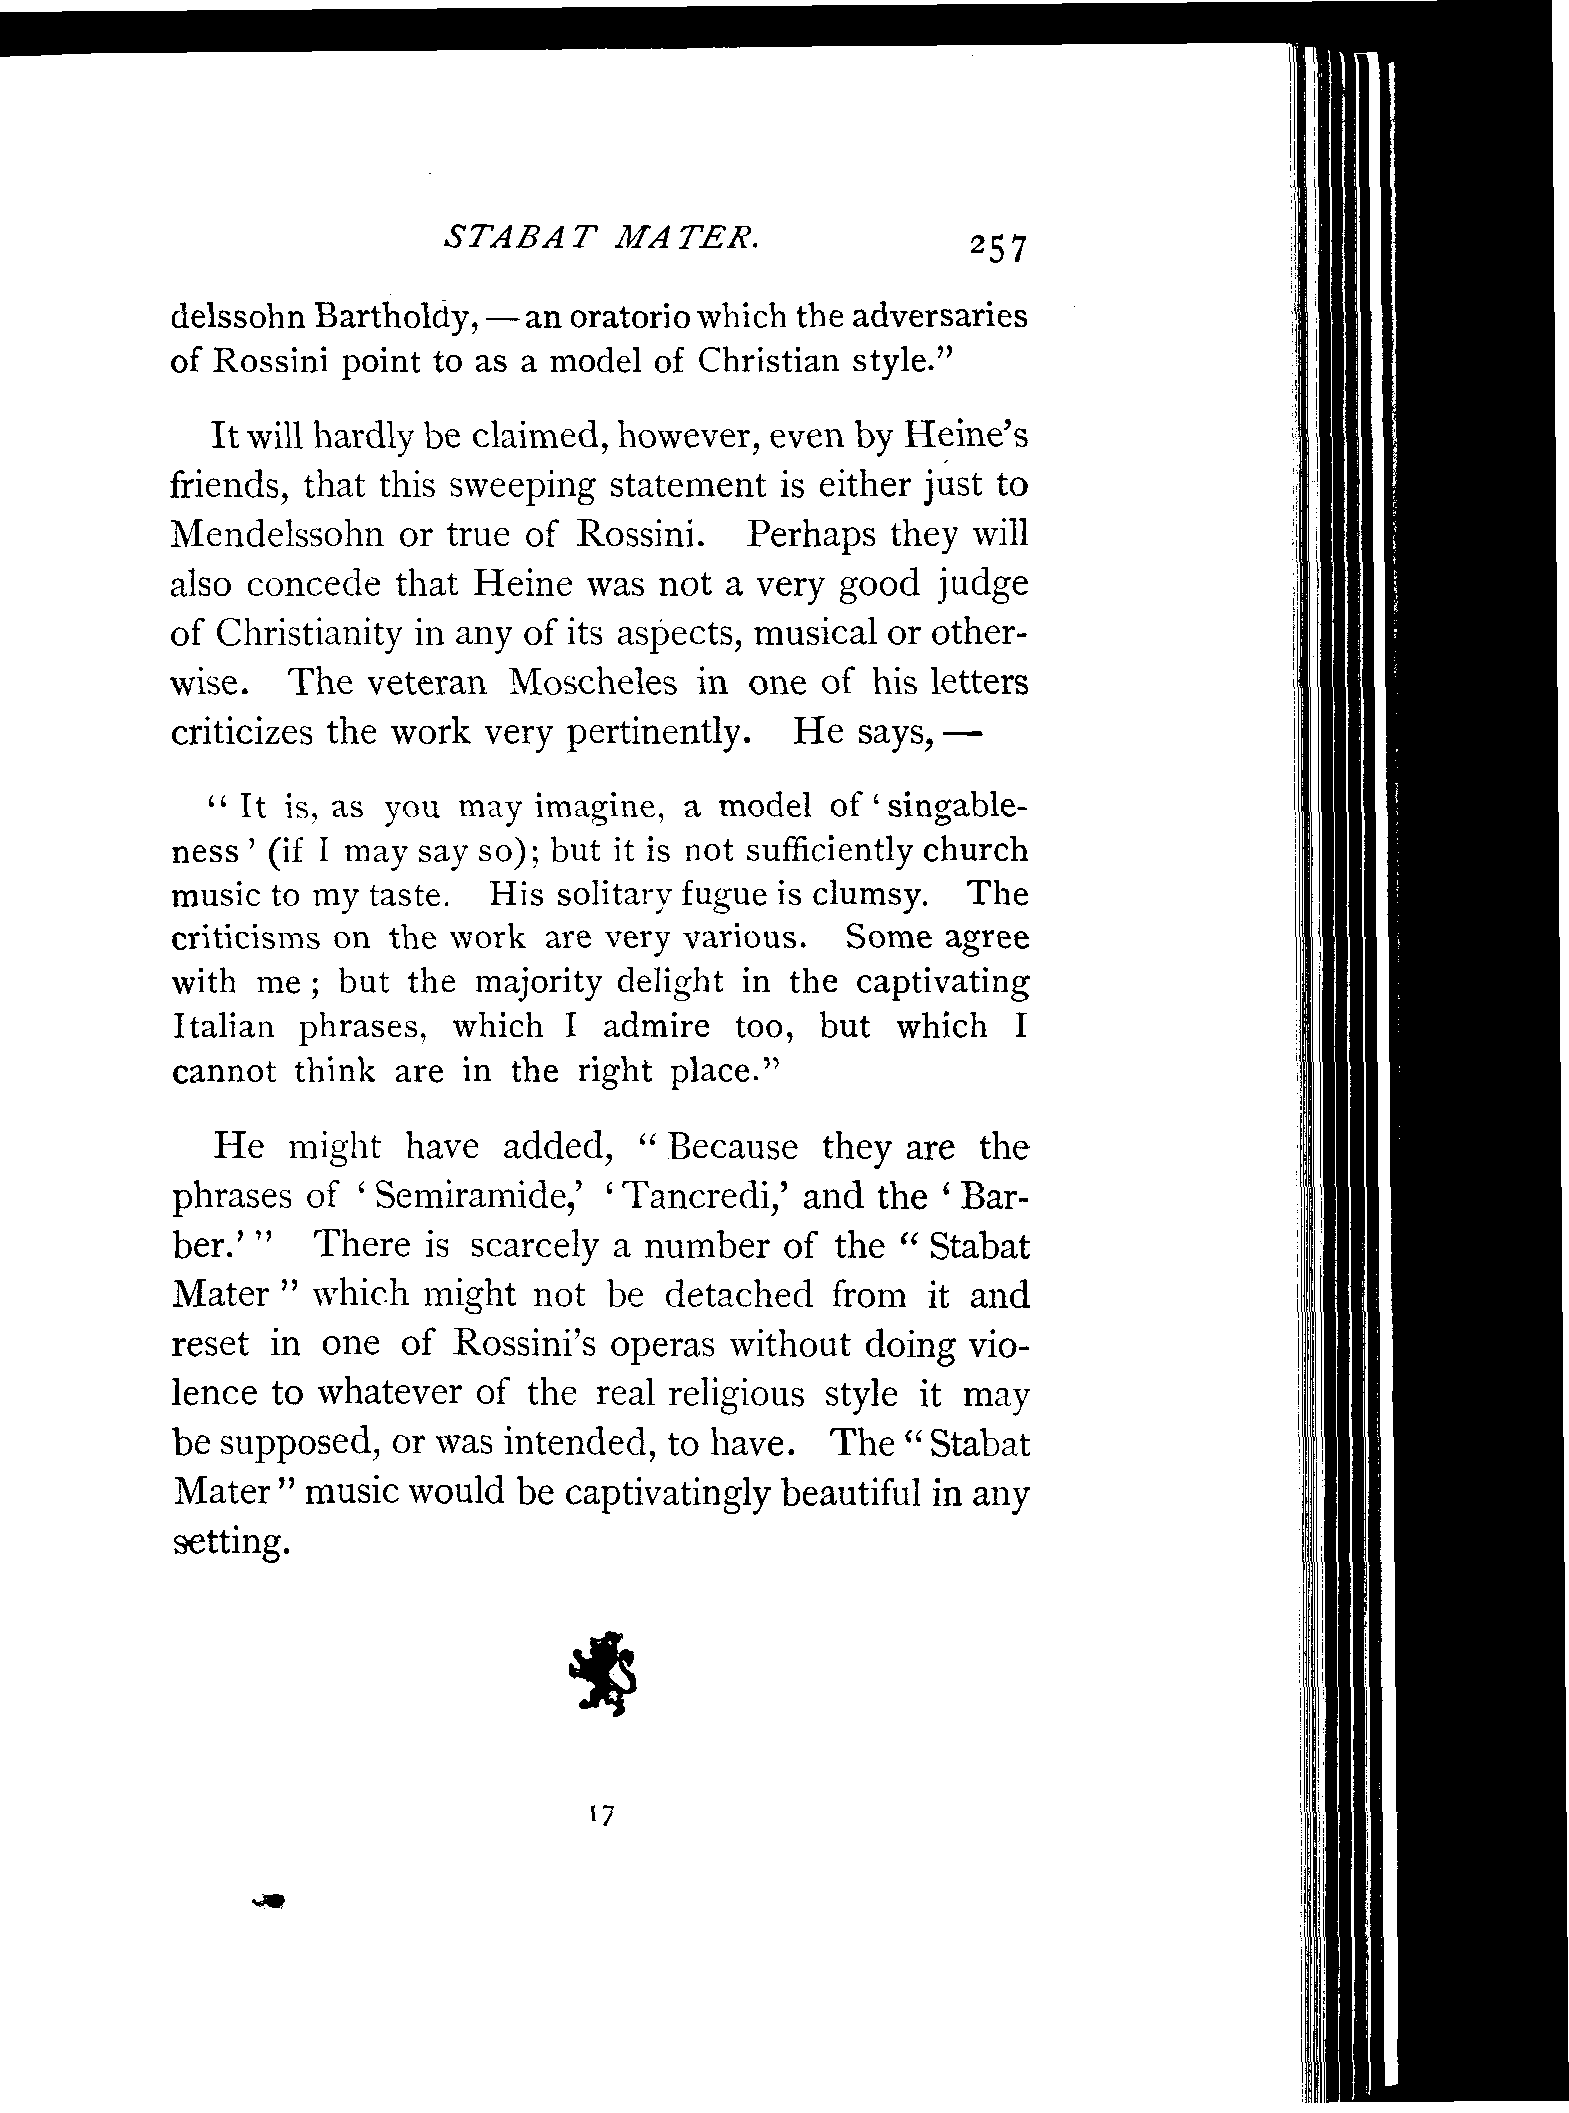 STABAT MATER. 257
delssohn Bartholdy, — an oratorio which the adversaries
of Rossini point to as a model of Christian style.”
It will hardly be claimed, however, even by Heine’s
friends, that this sweeping statement is either just to
Mendelssohn or true of Rossini. Perhaps they will
also concede that Heine was not a very good judge
of Christianity in any of its aspects, musical or other-
wise. The veteran Moscheles in one of his letters
criticizes the work very pertinently. He says, —
“ It is, as you may imagine, a model of ‘ singable-
ness ’ (if I may say so); but it is not sufficiently church
music to my taste. His solitary fugue is clumsy. The
criticisms on the work are very various. Some agree
with me ; but the majority delight in the captivating
Italian phrases, which I admire too, but which I
cannot think are in the right place.”
He might have added, “ Because they are the
phrases of ‘ Semiramide,’ ‘ Tancredi,’ and the ‘ Bar-
ber.’ ” There is scarcely a number of the “ Stabat
Mater ” which might not be detached from it and
reset in one of Rossini’s operas without doing vio-
lence to whatever of the real religious style it may
be supposed, or was intended, to have. The “ Stabat
Mater ” music would be captivatingly beautiful in any
setting.
17